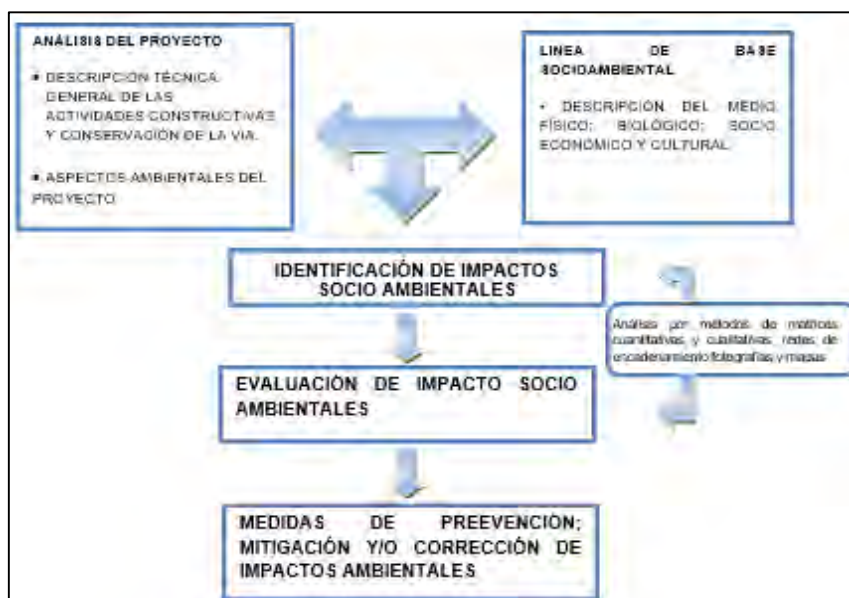 ANÁLISIS DEL PROYECTO
• DESCRIPCIÓN TÉCNICA
GENERAL DE LAS
ACTIVIDADES CONSTRUCTIVAS
Y CONSERVACIÓN DE LA VIA.
• ASPECTOS AMBIENTALES DEL
PROYECTO
LINEA DE BASE
SOCIOAMBIENTAL
• DESCRIPCIÓN DEL MEDIO
FÍSICO; BIOLÓGICO; SOCIO
ECONÓMICO Y CULTURAL
IDENTIFICACIÓN DE IMPACTOS
SOCIO AMBIENTALES
Análisis por métodos de matrices
cuantitativas y cualitativas, redes de
encadenamiento fotografías y mapas
EVALUACIÓN DE IMPACTO SOCIO
AMBIENTALES
MEDIDAS DE PREEVENCIÓN;
MITIGACIÓN Y/O CORRECCIÓN DE
IMPACTOS AMBIENTALES